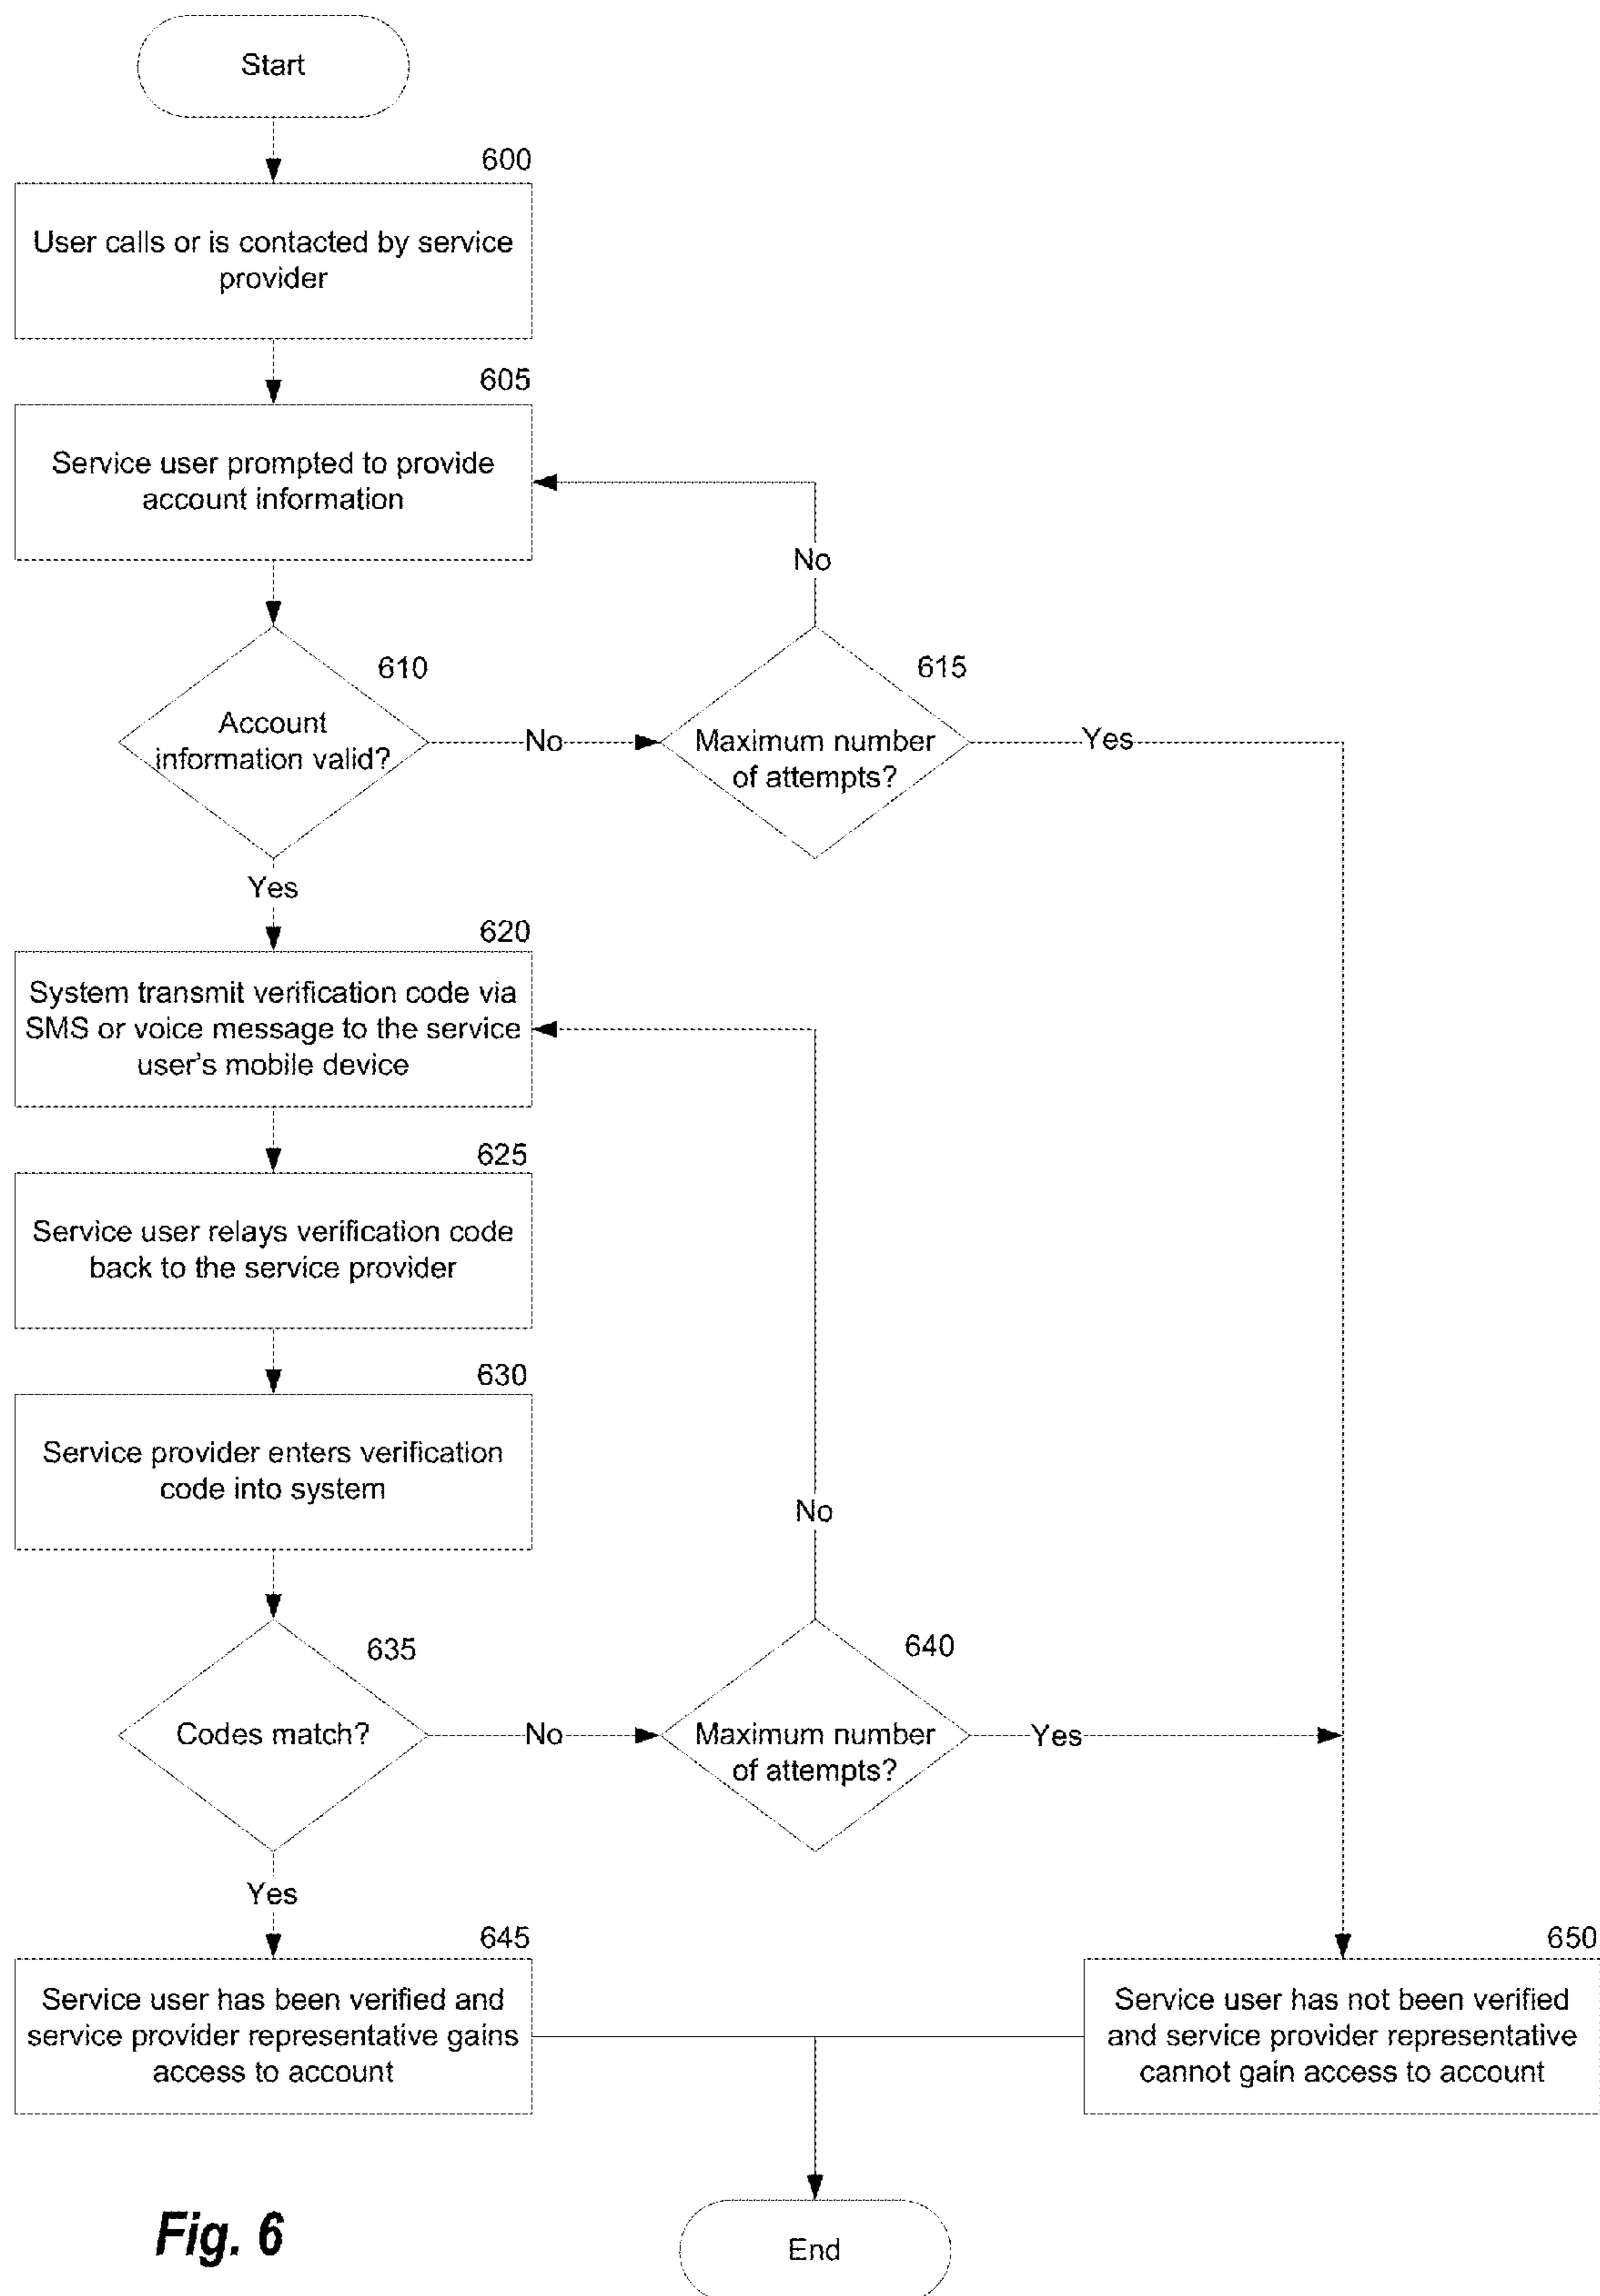 Start
600
User calls or is contacted by service
provider
605
Service user prompted to provide
account information
No
610
Account
information valid?
No
615
Maximum number
of attempts?
Yes
Yes
620
System transmit verification code via
SMS or voice message to the service
user's mobile device
625
Service user relays verification code
back to the service provider
630
Service provider enters verification
code into system
No
635
Codes match?
No
640
Maximum number
of attempts?
Yes
Yes
645
Service user has been verified and
service provider representative gains
access to account
650
Service user has not been verified
and service provider representative
cannot gain access to account
Fig. 6
End